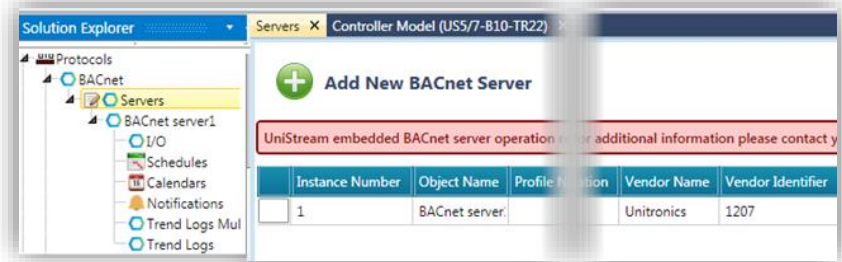 Solution Explorer
Servers X Controller Model (US5/7-B10-TR22)
Protocols
BACnet
Servers
BACnet server1
I/O
Schedules
Calendars
Notifications
Trend Logs Mul
Trend Logs
Add New BACnet Server
UniStream embedded BACnet server operation additional information please contact y
Instance Number Object Name Profile Vendor Name Vendor Identifier
1 BACnet server: Unitronics 1207